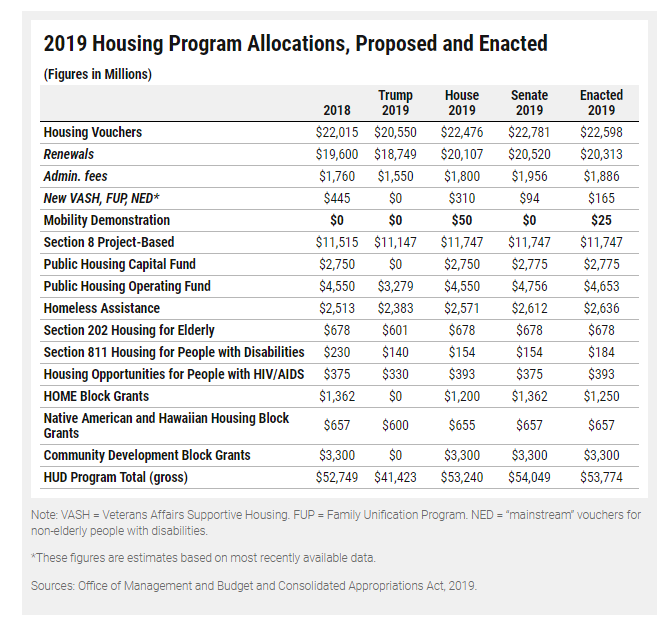 2019 Housing Program Allocations, Proposed and Enacted
(Figures in Millions)
Trump House Senate Enacted
2018 2019 2019 2019 2019
Housing Vouchers $22,015 $20,550 $22,476 $22,781 $22,598
Renewals $19,600 $18,749 $20,107 $20,520 $20,313
Admin. fees $1,760 $1,550 $1,800 $1,956 $1,886
New VASH, FUP, NED* $445 $0 $310 $94 $165
Mobility Demonstration $0 $0 $50 $0 $25
Section 8 Project-Based $11,515 $11,147 $11,747 $11,747 $11,747
Public Housing Capital Fund $2,750 $0 $2,750 $2,775 $2,775
Public Housing Operating Fund $4,550 $3,279 $4,550 $4,756 $4,653
Homeless Assistance $2,513 $2,383 $2,571 $2,612 $2,636
Section 202 Housing for Elderly $678 $601 $678 $678 $678
Section 811 Housing for People with Disabilities $230 $140 $154 $154 $184
Housing Opportunities for People with HIV/AIDS $375 $330 $393 $375 $393
HOME Block Grants $1,362 $0 $1,200 $1,362 $1,250
Native American and Hawaiian Housing Block
Grants $657 $600 $655 $657 $657
Community Development Block Grants $3,300 $0 $3,300 $3,300 $3,300
HUD Program Total (gross) $52,749 $41,423 $53,240 $54,049 $53,774
Note: VASH = Veterans Affairs Supportive Housing. FUP = Family Unification Program. NED = "mainstream" vouchers for
non-elderly people with disabilities.
*These figures are estimates based on most recently available data.
Sources: Office of Management and Budget and Consolidated Appropriations Act, 2019.